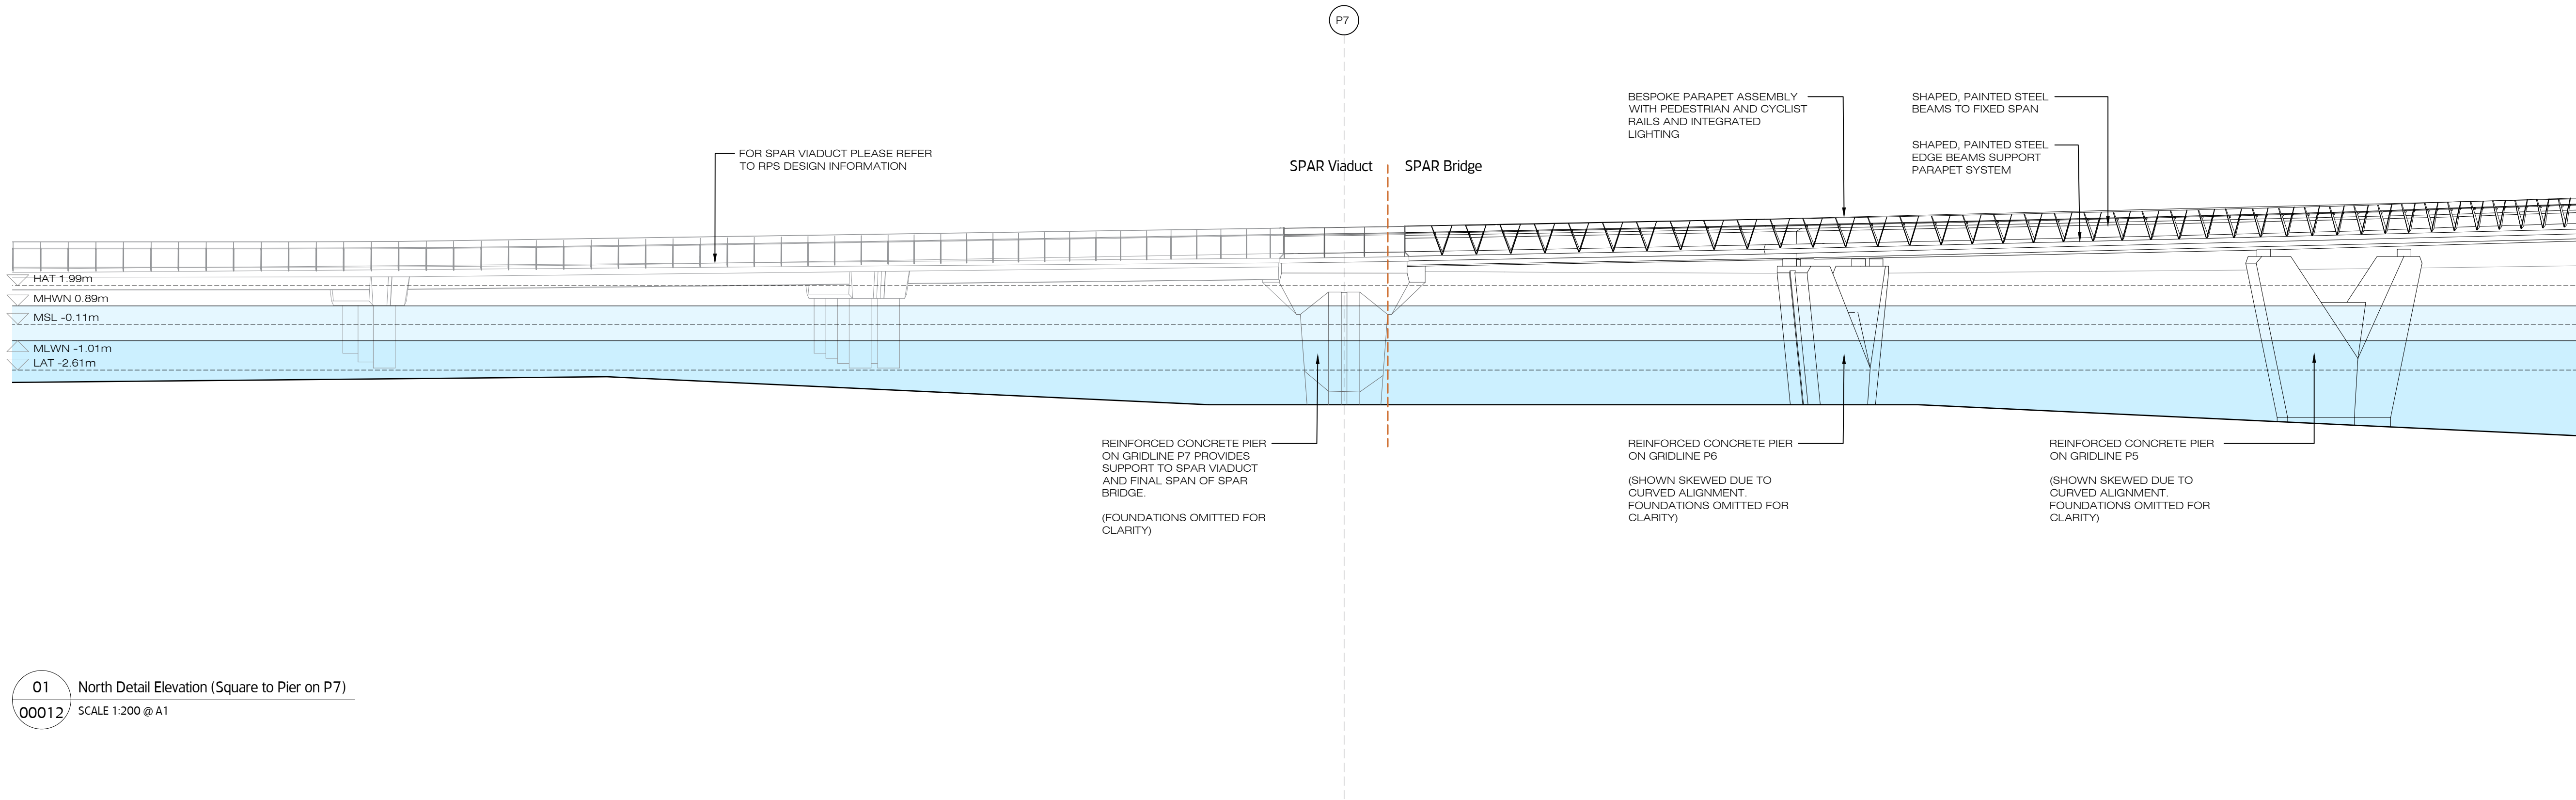 P7
BESPOKE PARAPET ASSEMBLY
WITH PEDESTRIAN AND CYCLIST
RAILS AND INTEGRATED
LIGHTING
SHAPED, PAINTED STEEL
BEAMS TO FIXED SPAN
SHAPED, PAINTED STEEL
EDGE BEAMS SUPPORT
PARAPET SYSTEM
FOR SPAR VIADUCT PLEASE REFER
TO RPS DESIGN INFORMATION
SPAR Viaduct
SPAR Bridge
HAT 1.99m
MHWN 0.89m
MSL -0.11m
MLWN -1.01m
LAT -2.61m
REINFORCED CONCRETE PIER
ON GRIDLINE P7 PROVIDES
SUPPORT TO SPAR VIADUCT
AND FINAL SPAN OF SPAR
BRIDGE.
(FOUNDATIONS OMITTED FOR
CLARITY)
REINFORCED CONCRETE PIER
ON GRIDLINE P6
(SHOWN SKEWED DUE TO
CURVED ALIGNMENT.
FOUNDATIONS OMITTED FOR
CLARITY)
REINFORCED CONCRETE PIER
ON GRIDLINE P5
(SHOWN SKEWED DUE TO
CURVED ALIGNMENT.
FOUNDATIONS OMITTED FOR
CLARITY)
01
00012
North Detail Elevation (Square to Pier on P7)
SCALE 1:200 @ A1